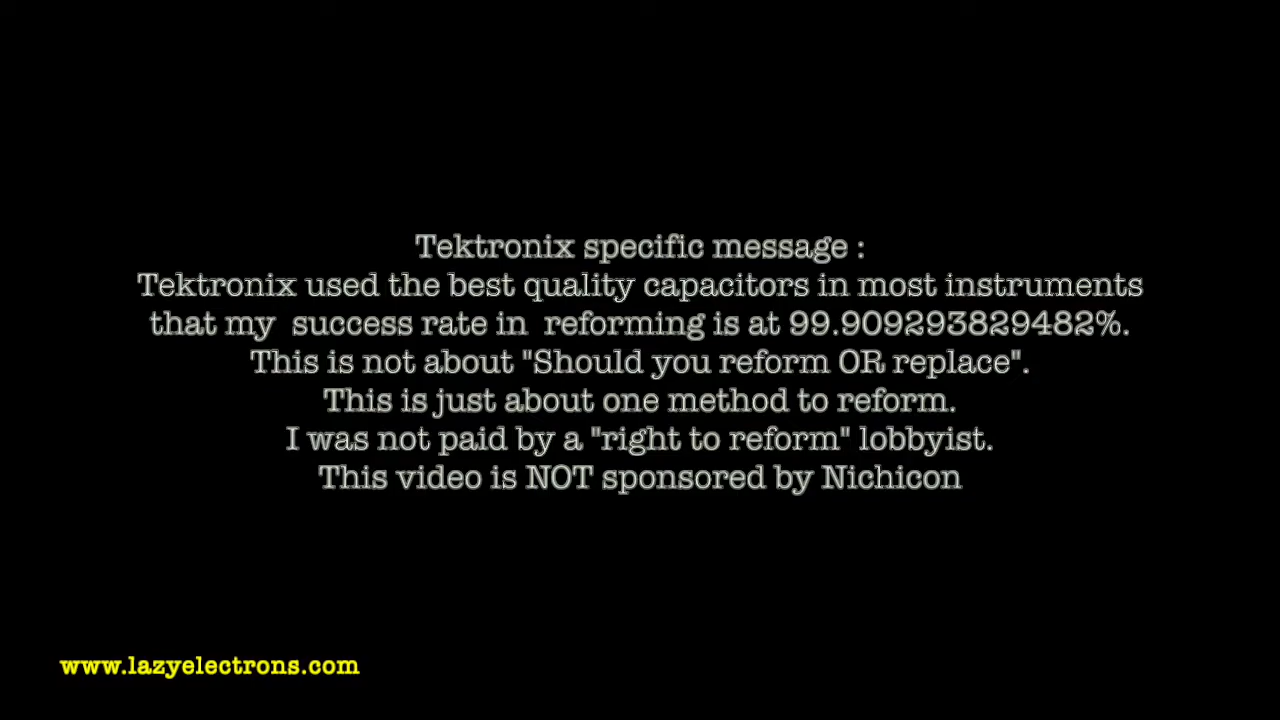 Tektronix specific message :
Tektronix used the best quality capacitors in most instruments
that my  success rate in  reforming is at 99.909293829482%.
This is not about "Should you reform OR replace".
This is just about one method to reform.
I was not paid by a "right to reform" lobbyist.
This video is NOT sponsored by Nichicon
www.lazyelectrons.com